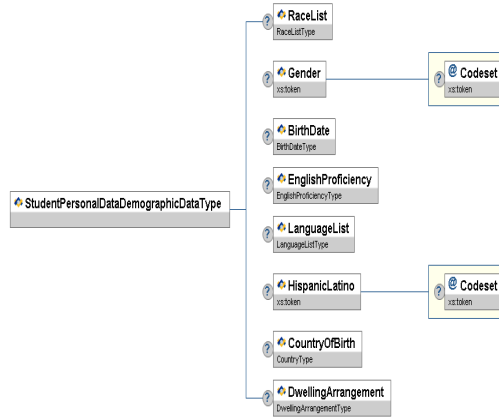 RaceList
RaceListType
?
Gender
xs:token
?
@ Codeset
xs:token
?
BirthDate
BirthDateType
?
EnglishProficiency
EnglishProficiencyType
?
StudentPersonalDataDemographicDataType
LanguageList
LanguageListType
?
HispanicLatino
xs:token
?
@ Codeset
xs:token
?
CountryOfBirth
CountryType
?
DwellingArrangement
DwellingArrangementType
?